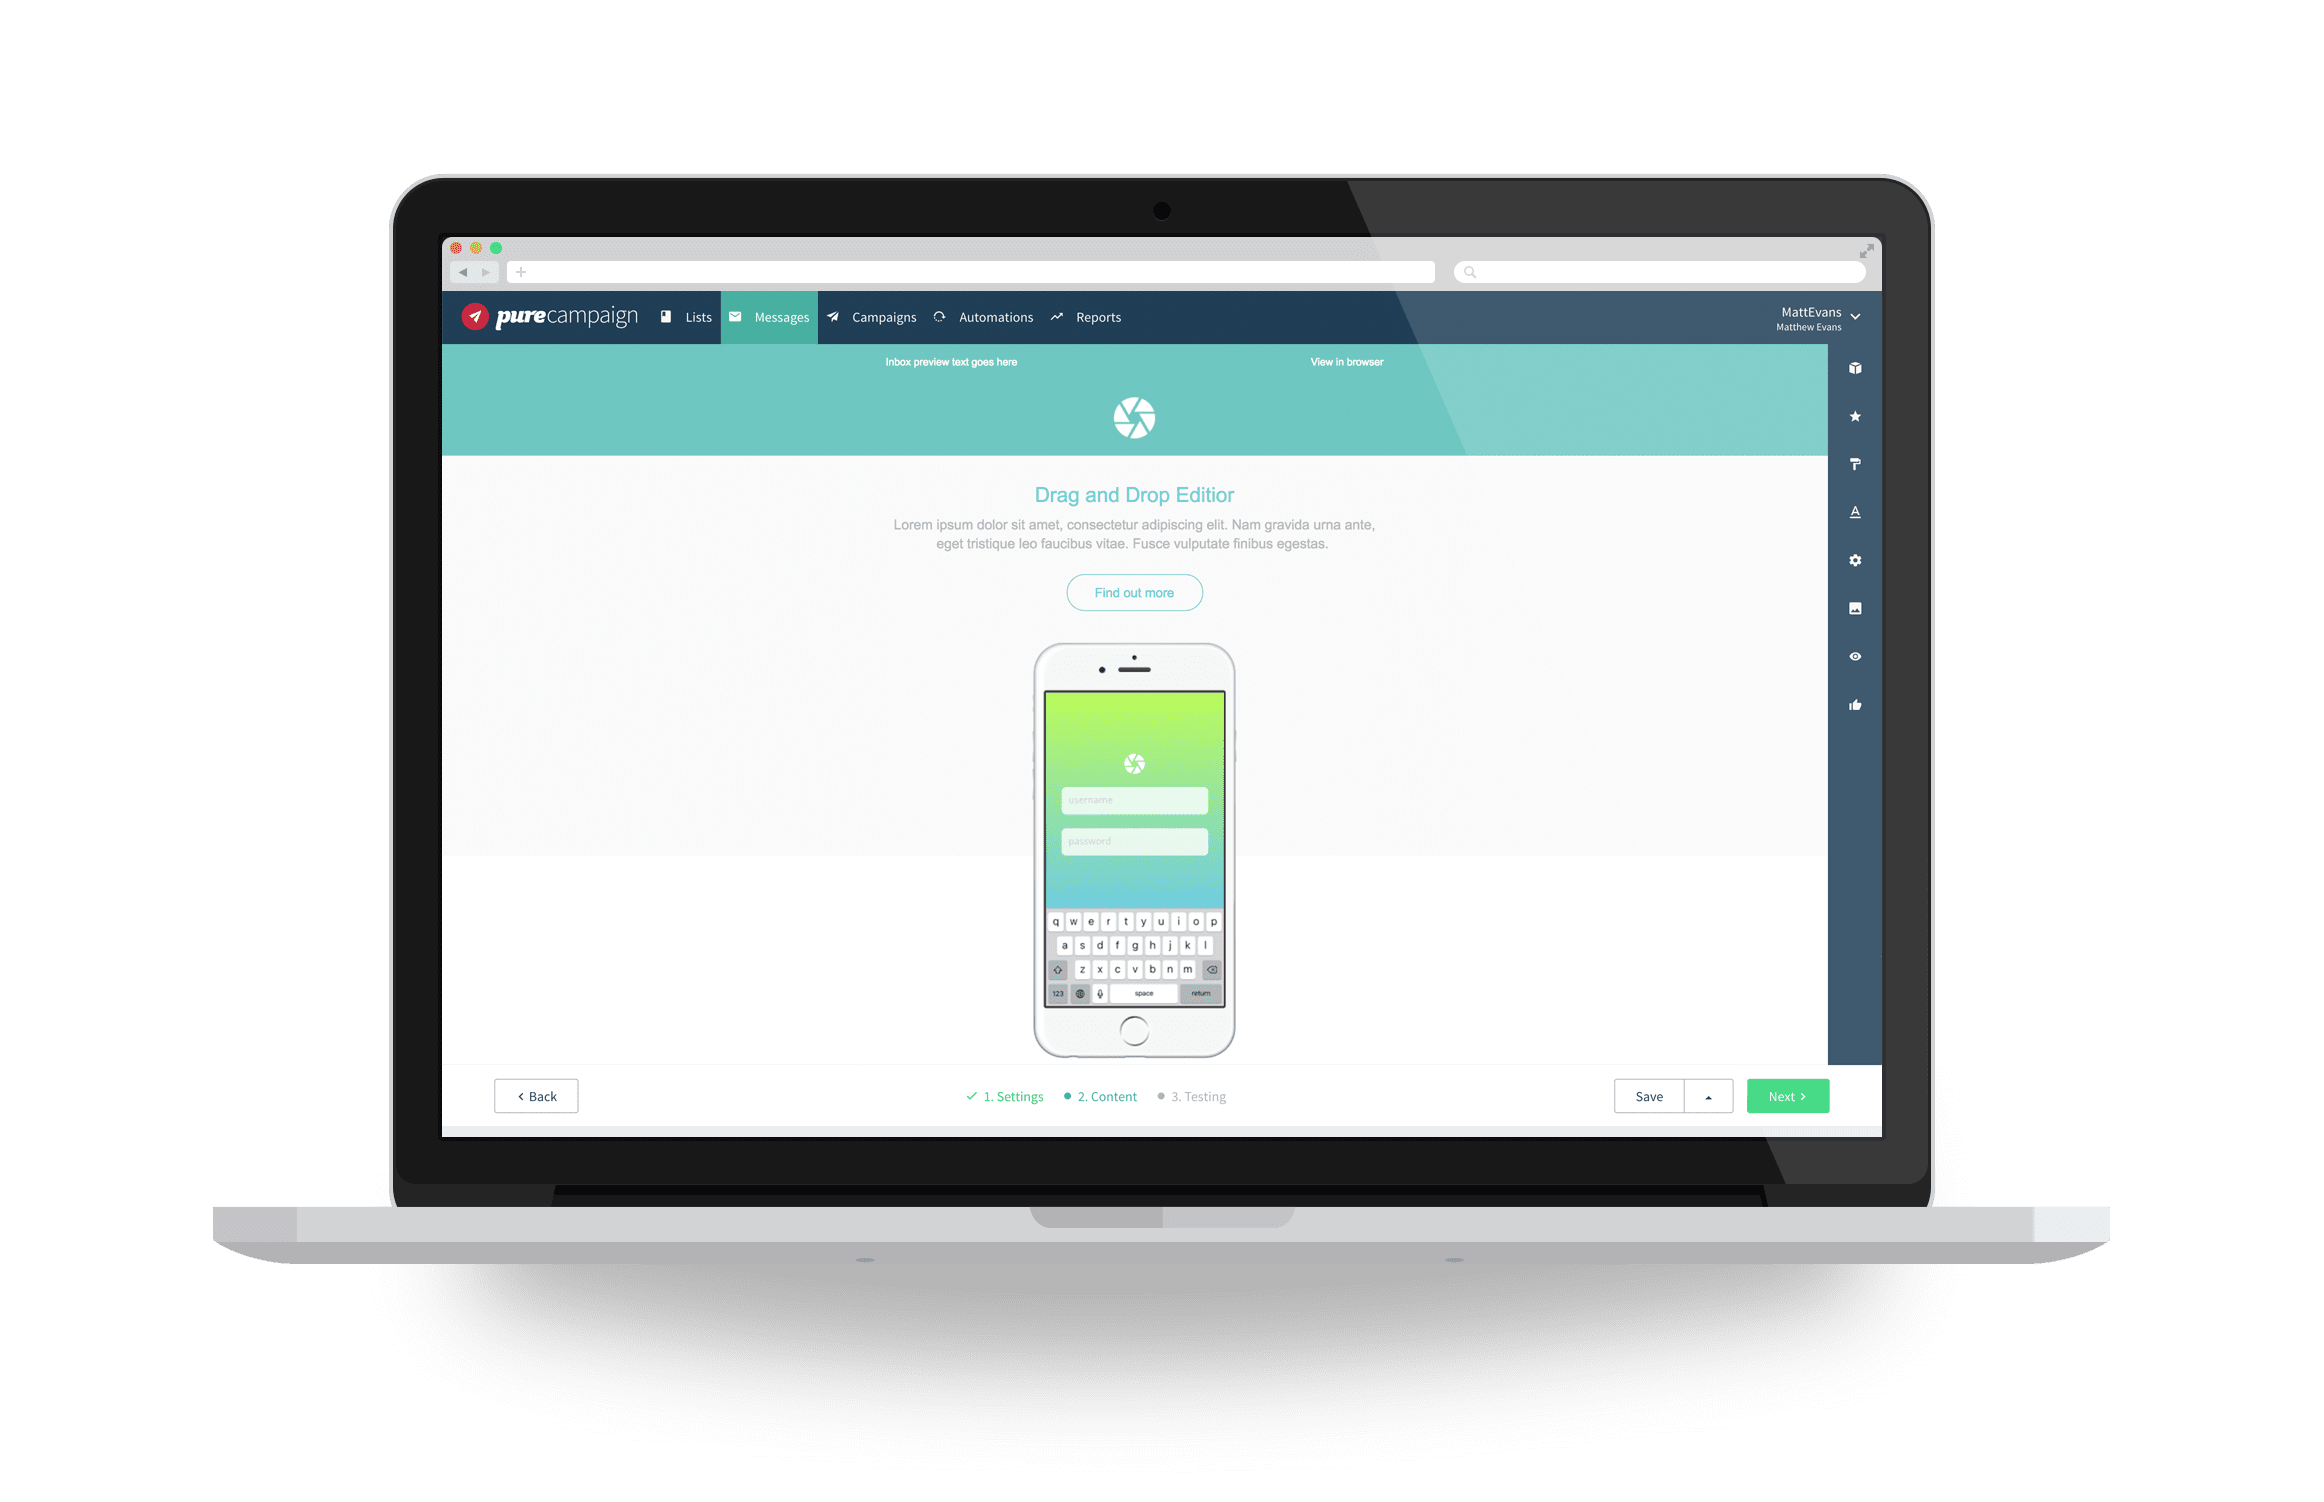 purecampaign
Lists
Messages
Campaigns
Automations
Reports
MattEvans
Matthew Evans
Inbox preview text goes here
View in browser
Drag and Drop Editior
Lorem ipsum dolor sit amet, consectetur adipiscing elit. Nam gravida urna ante,
eget tristique leo faucibus vitae. Fusce vulputate finibus egestas.
Find out more
username
password
q w e r t y u i o p
a s d f g h j k l
z x c v b n m
123 space return
Back
1. Settings
2. Content
3. Testing
Save
Next